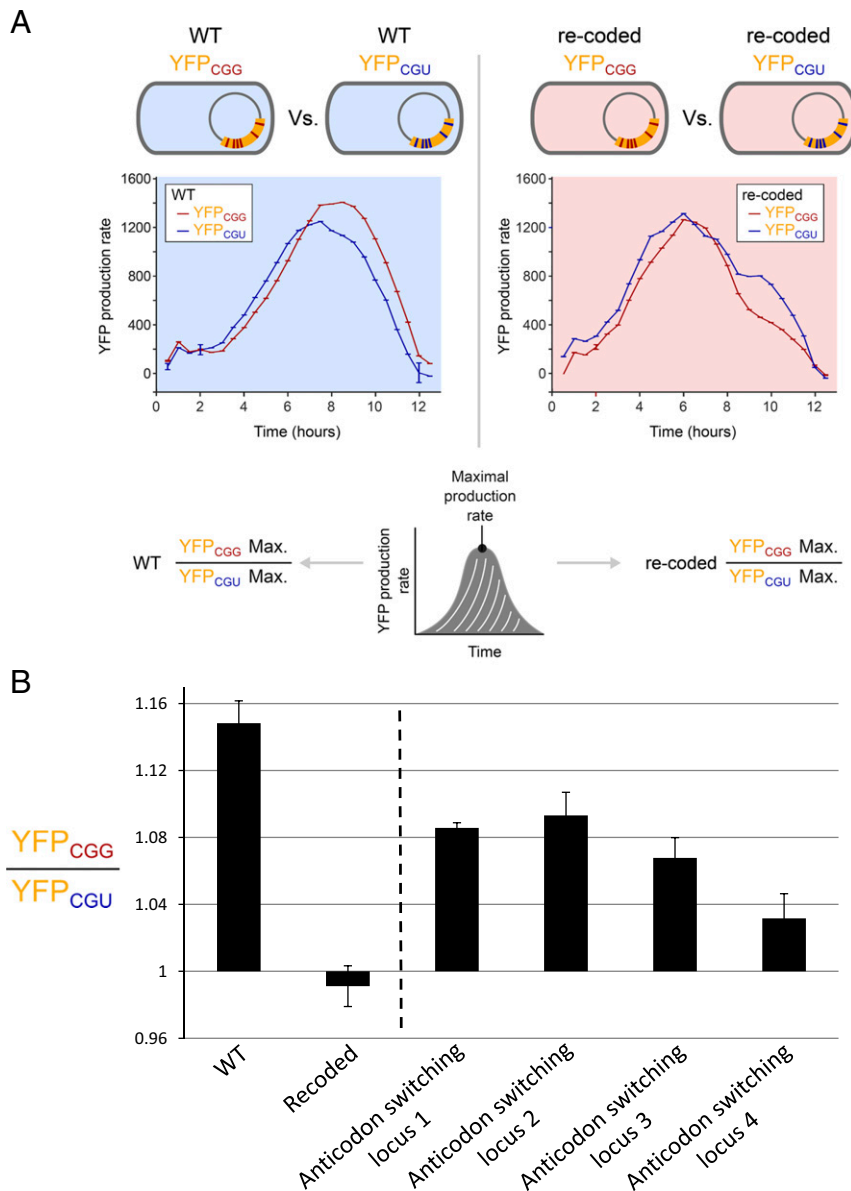 A
WT
YFPCGG
Vs.
WT
YFPCGU
re-coded
YFPCGG
Vs.
re-coded
YFPCGU
YFP production rate
1600
1200
800
400
0
WT
YFPCGG
YFPCGU
0 2 4 6 8 10 12
Time (hours)
YFP production rate
1600
1200
800
400
0
re-coded
YFPCGG
YFPCGU
0 2 4 6 8 10 12
Time (hours)
WT
YFPCGG Max.
YFPCGU Max.
Maximal
production
rate
YFP production
rate
Time
re-coded
YFPCGG Max.
YFPCGU Max.
B
YFPCGG
YFPCGU
1.16
1.12
1.08
1.04
1
0.96
WT
Recoded
Anticodon switching
locus 1
Anticodon switching
locus 2
Anticodon switching
locus 3
Anticodon switching
locus 4